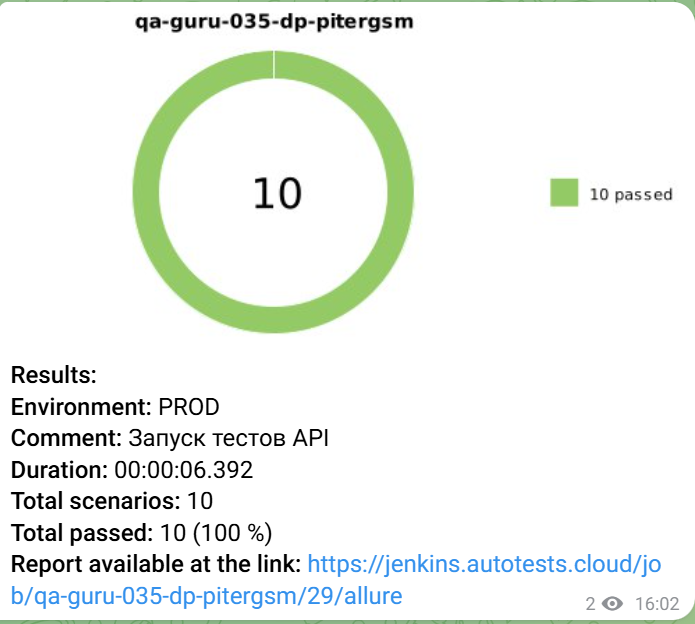 qa-guru-035-dp-pitergsm
10
10 passed
Results:
Environment: PROD
Comment: Запуск тестов API
Duration: 00:00:06.392
Total scenarios: 10
Total passed: 10 (100 %)
Report available at the link: https://jenkins.autotests.cloud/jo
b/qa-guru-035-dp-pitergsm/29/allure
2 16:02